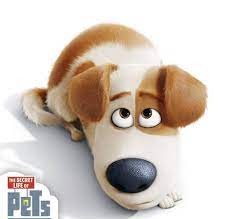 THE SECRET
LIFE OF
PETS